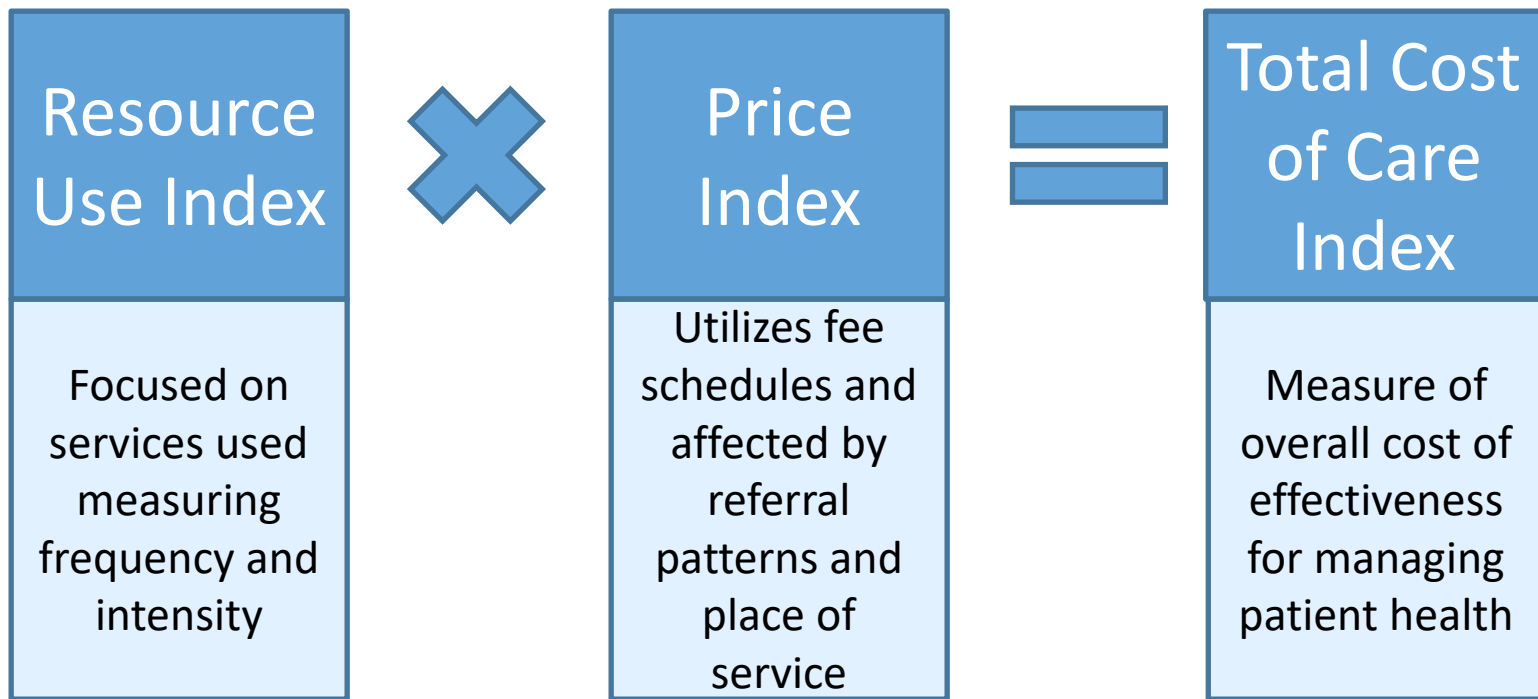 Resource
Use Index
Focused on
services used
measuring
frequency and
intensity
Price
Index
Utilizes fee
schedules and
affected by
referral
patterns and
place of
service
Total Cost
of Care
Index
Measure of
overall cost of
effectiveness
for managing
patient health